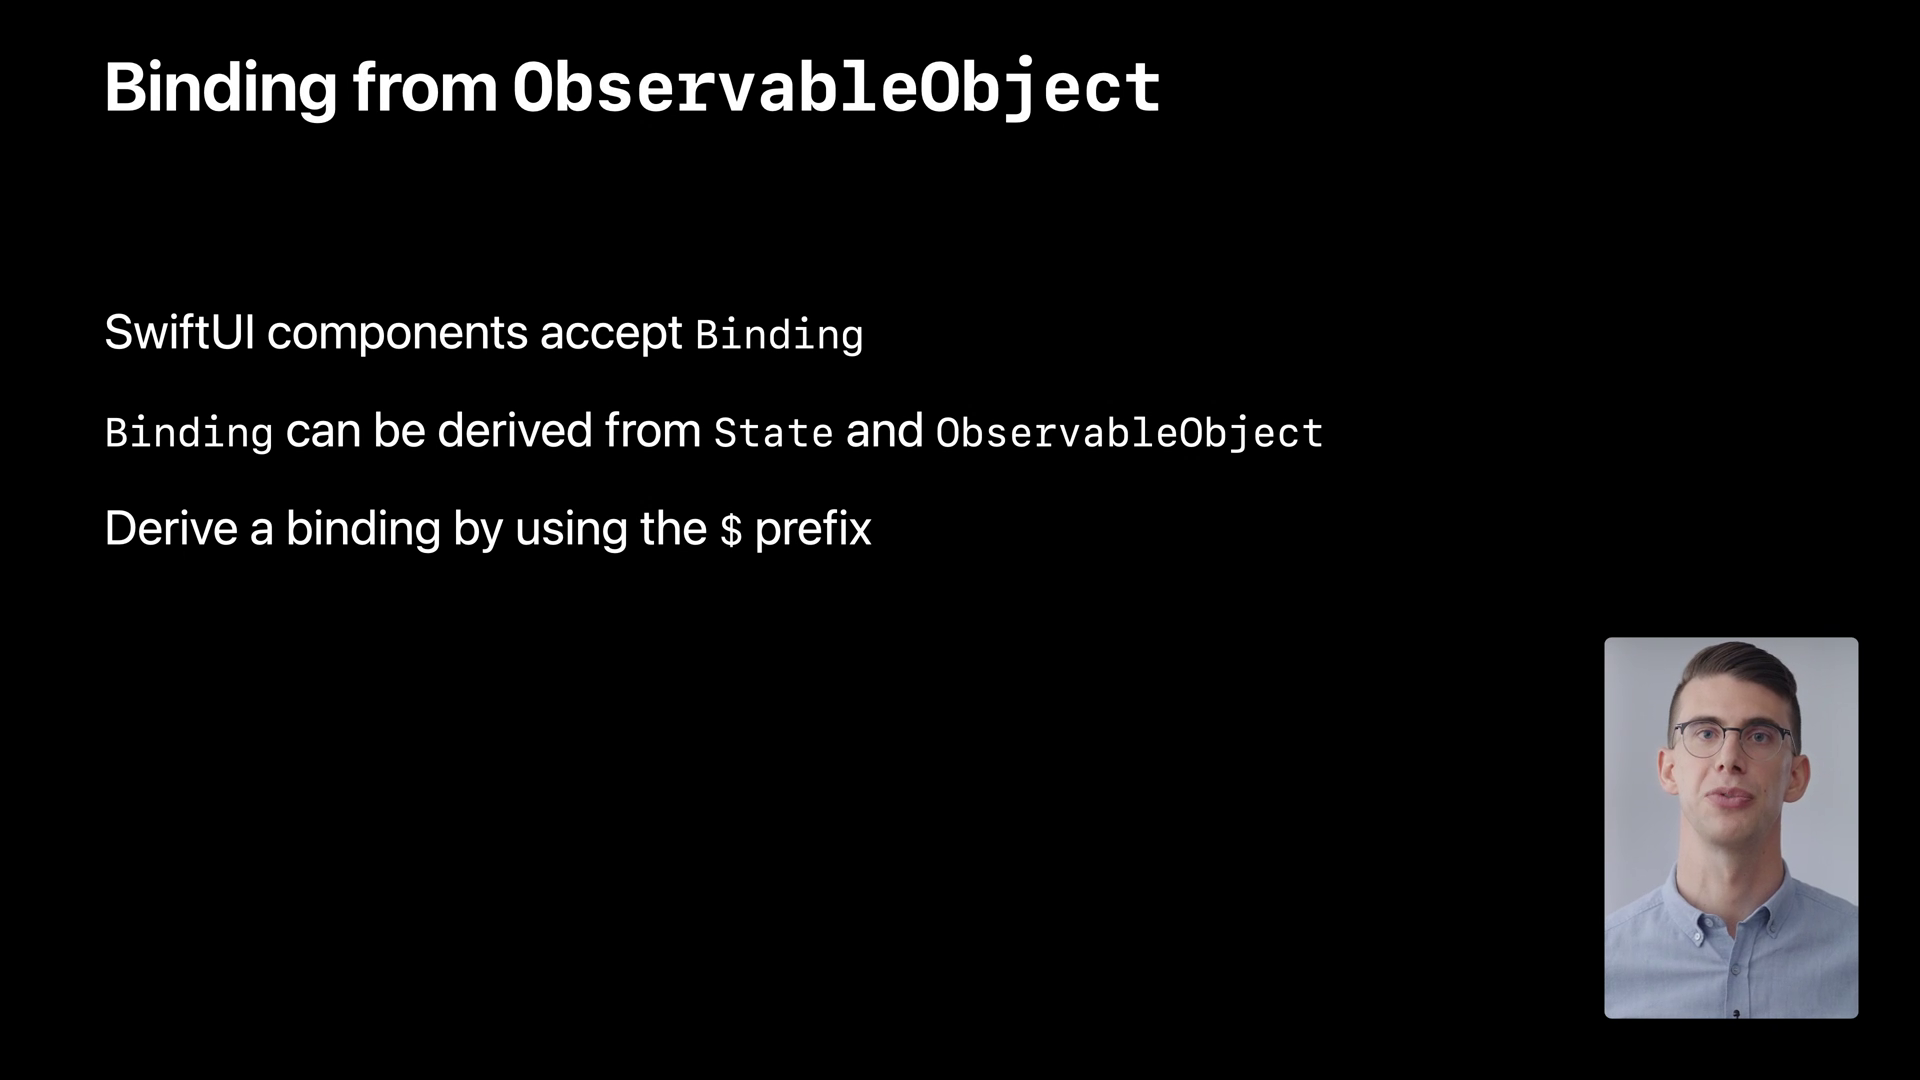 Binding from ObservableObject
SwiftUI components accept Binding
Binding can be derived from State and ObservableObject
Derive a binding by using the $ prefix